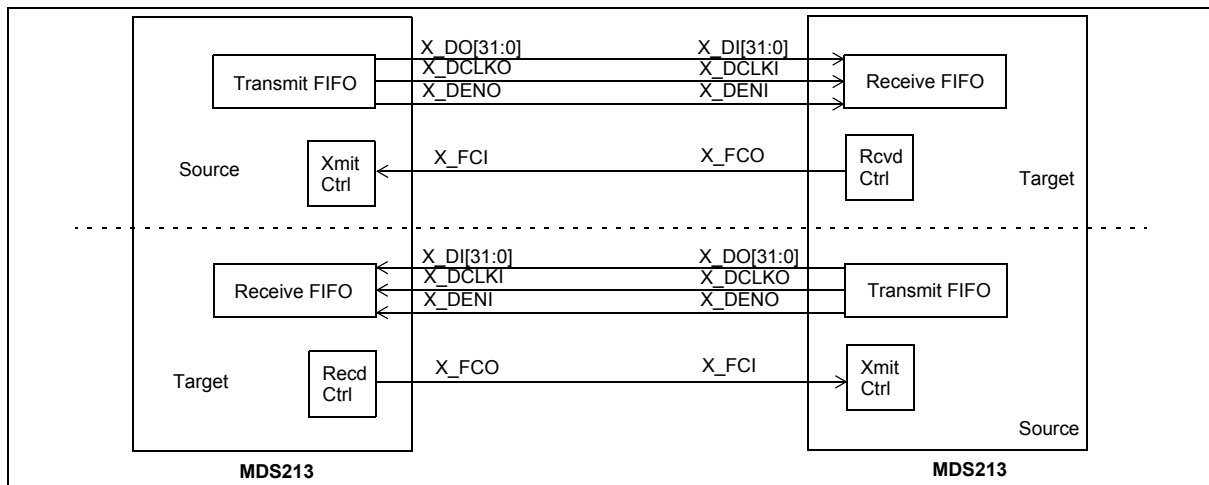 X_DO[31:0] X_DI[31:0]
Transmit FIFO X_DCLKO X_DCLKI Receive FIFO
X_DENO X_DENI
Source Xmit Ctrl X_FCI X_FCO Rcvd Ctrl Target
X_DI[31:0] X_DO[31:0]
Receive FIFO X_DCLKI X_DCLKO Transmit FIFO
X_DENI X_DENO
Target Recd Ctrl X_FCO X_FCI Xmit Ctrl
Source
MDS213 MDS213